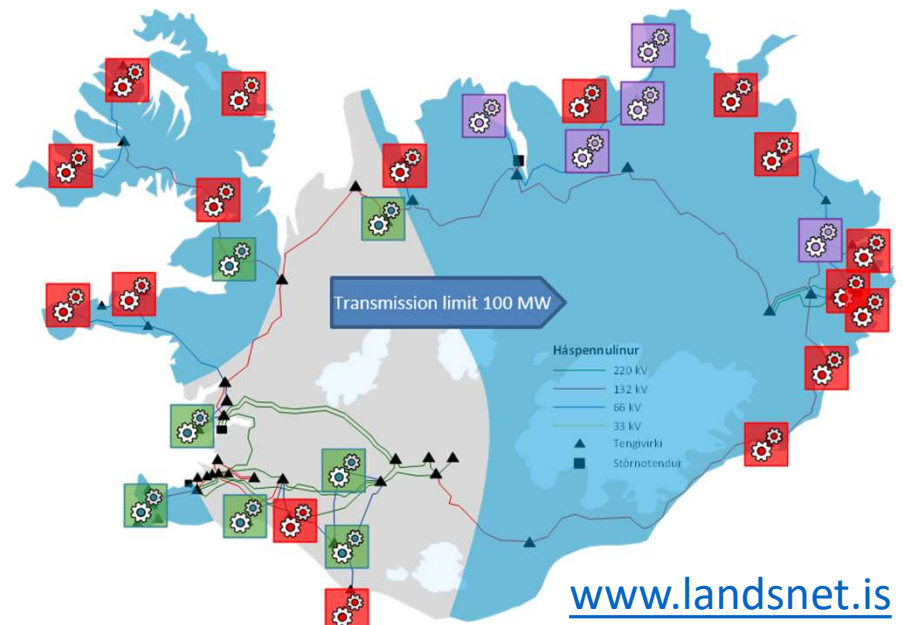 Transmission limit 100 MW
Háspennulínur
220 kV
132 kV
66 kV
33 kV
Tengivirki
Stórnotendur
www.landsnet.is